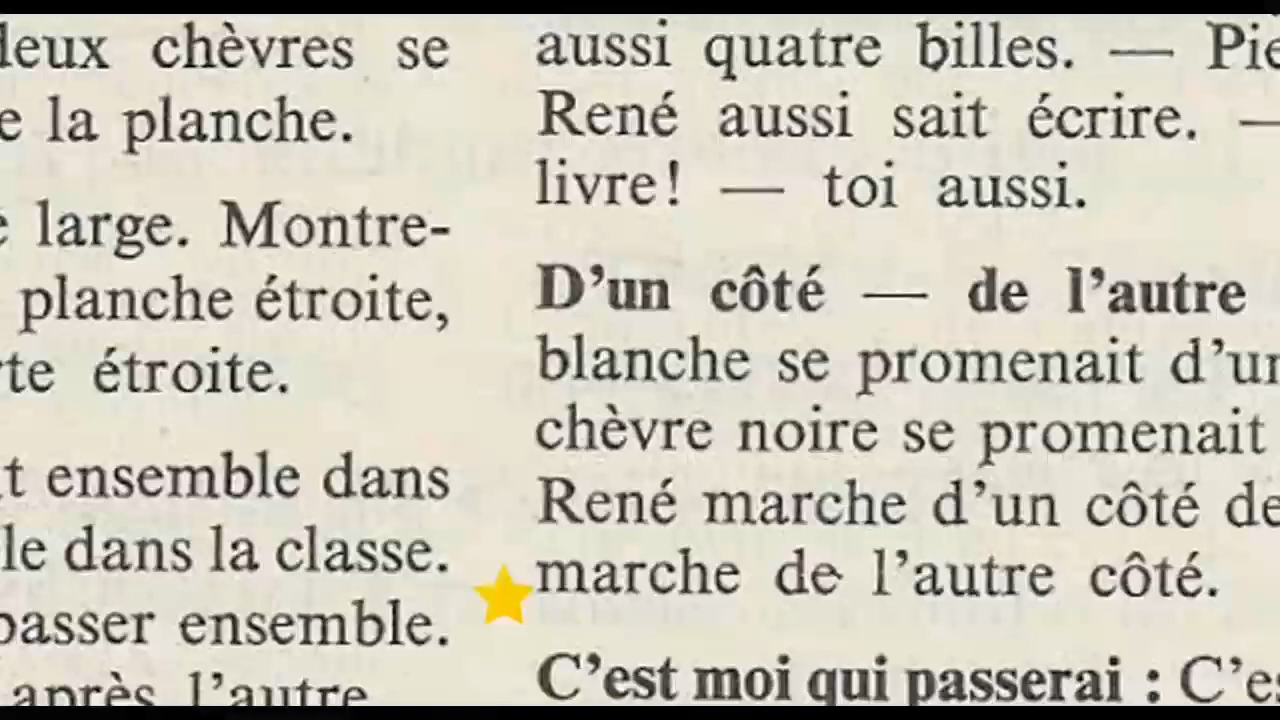 deux chèvres se
e la planche.
large. Montre-
planche étroite,
te étroite.
t ensemble dans
le dans la classe.
passer ensemble.
après l'autre
aussi quatre billes. — Pie
René aussi sait écrire. —
livre! — toi aussi.
D'un côté — de l'autre
blanche se promenait d'un
chèvre noire se promenait
René marche d'un côté de
marche de l'autre côté.
C'est moi qui passerai : C'es